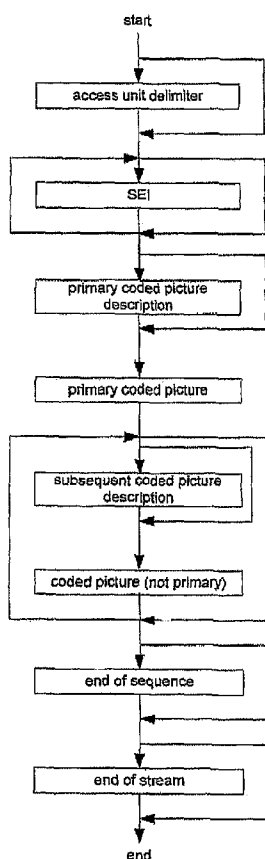 start
access unit delimiter
SEI
primary coded picture
description
primary coded picture
subsequent coded picture
description
coded picture (not primary)
end of sequence
end of stream
end